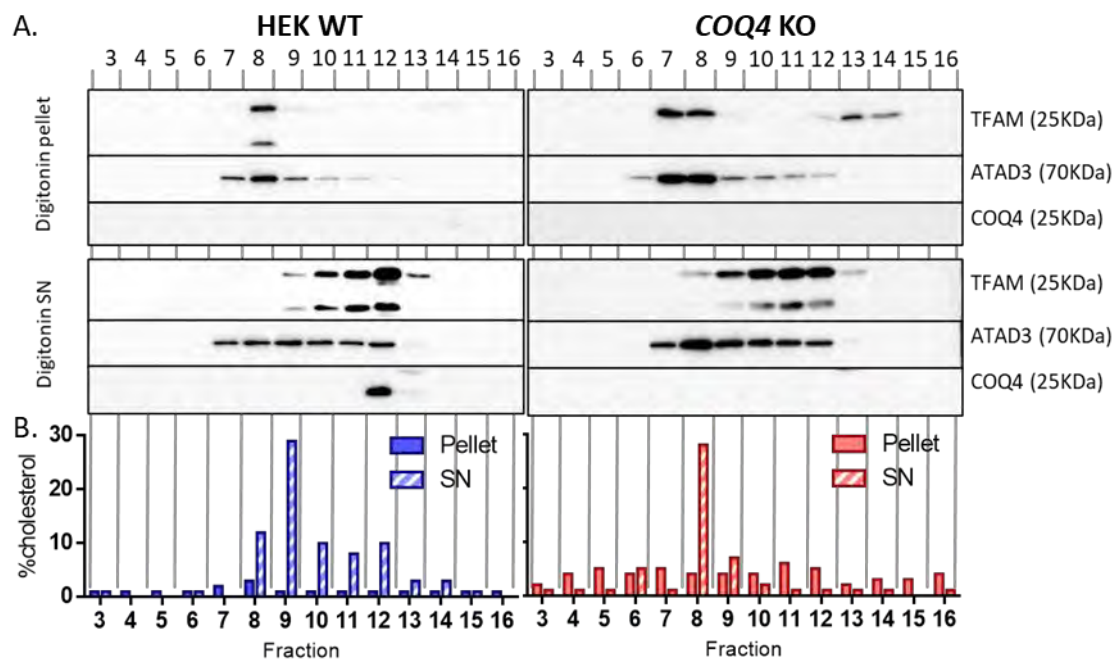 A.
HEK WT
COQ4 KO
3 4 5 6 7 8 9 10 11 12 13 14 15 16
3 4 5 6 7 8 9 10 11 12 13 14 15 16
Digitonin pellet
TFAM (25KDa)
ATAD3 (70KDa)
COQ4 (25KDa)
Digitonin SN
TFAM (25KDa)
ATAD3 (70KDa)
COQ4 (25KDa)
B.
%cholesterol
30
20
10
0
Pellet
SN
Pellet
SN
3 4 5 6 7 8 9 10 11 12 13 14 15 16
3 4 5 6 7 8 9 10 11 12 13 14 15 16
Fraction
Fraction